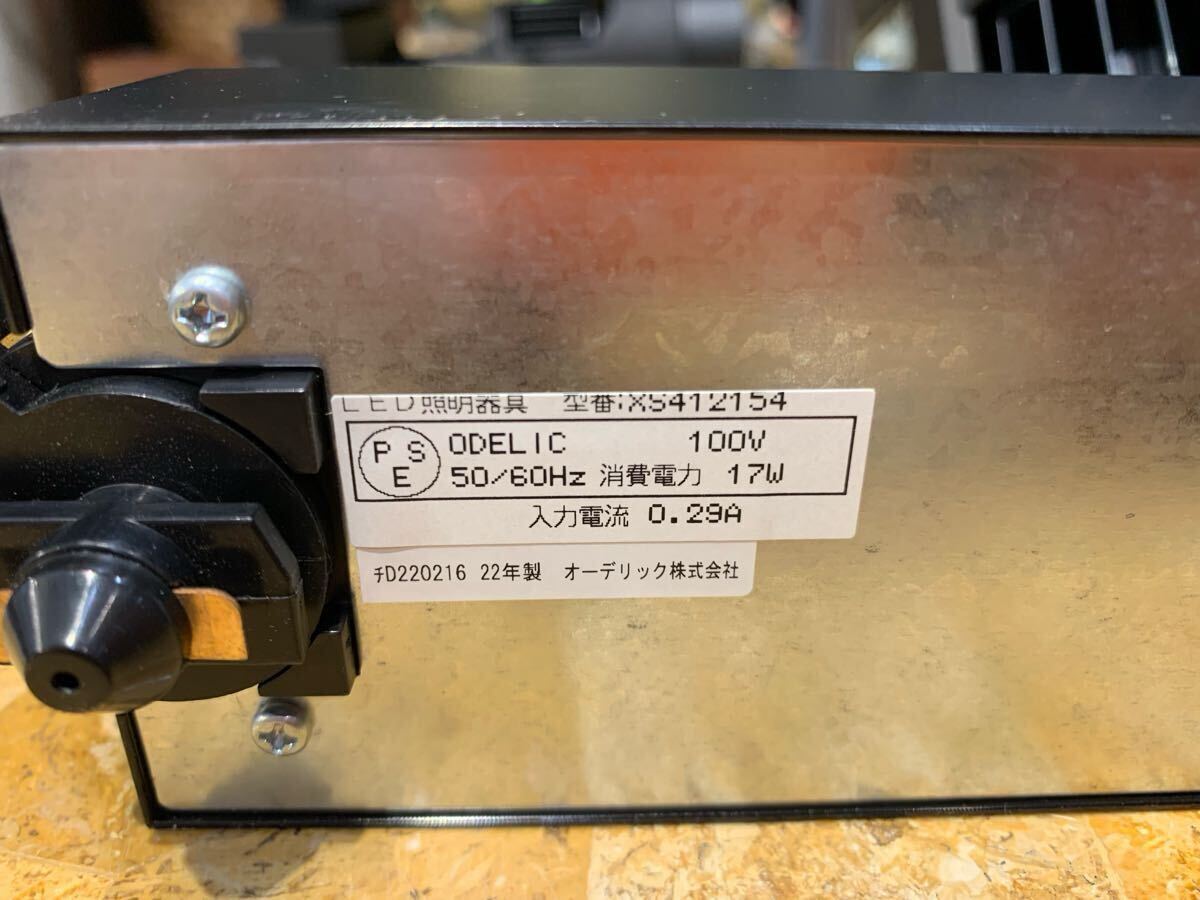 LED照明器具 型番:XS412154
PSE ODELIC 100V
50/60Hz 消費電力 17W
入力電流 0.29A
チD220216 22年製 オーデリック株式会社